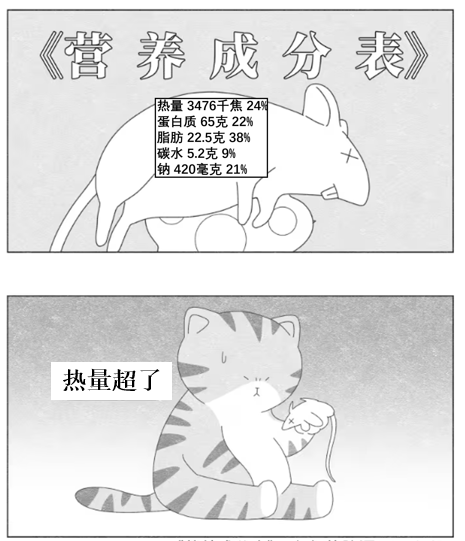 《营养成分表》
热量 3476千焦 24%
蛋白质 65克 22%
脂肪 22.5克 38%
碳水 5.2克 9%
钠 420毫克 21%
热量超了